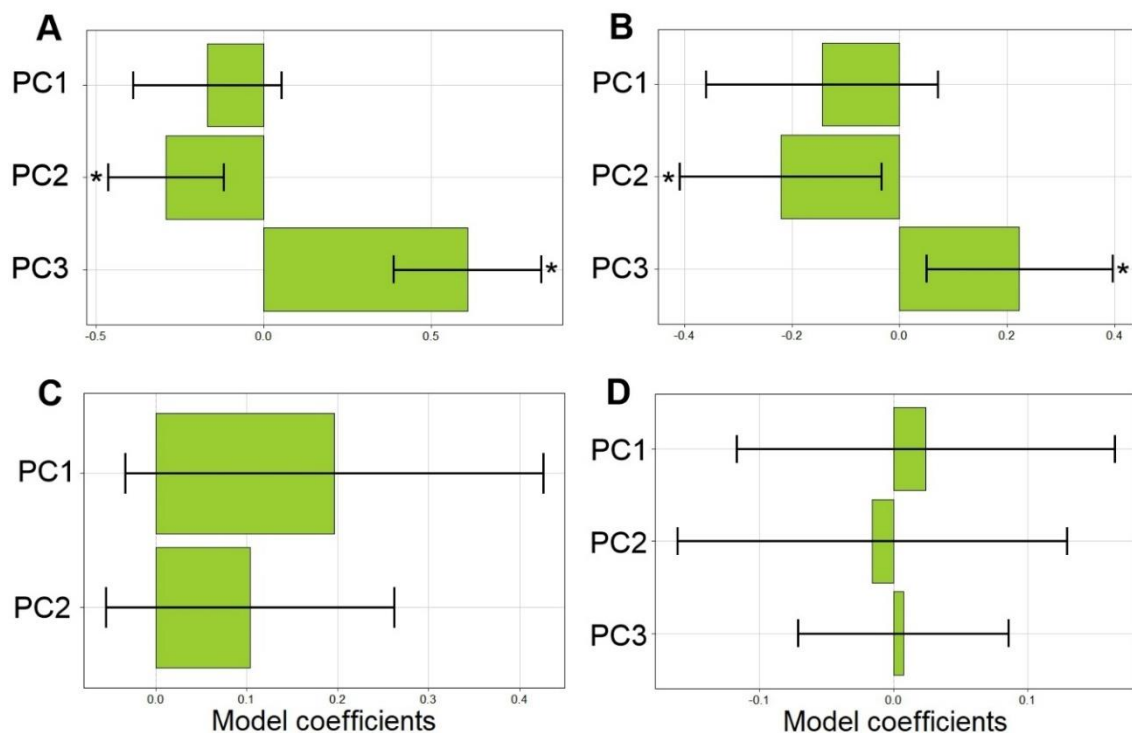 A
PC1
PC2
*
PC3
*
-0.5
0.0
0.5
B
PC1
PC2
*
PC3
*
-0.4
-0.2
0.0
0.2
0.4
C
PC1
PC2
0.0
0.1
0.2
0.3
0.4
Model coefficients
D
PC1
PC2
PC3
-0.1
0.0
0.1
Model coefficients